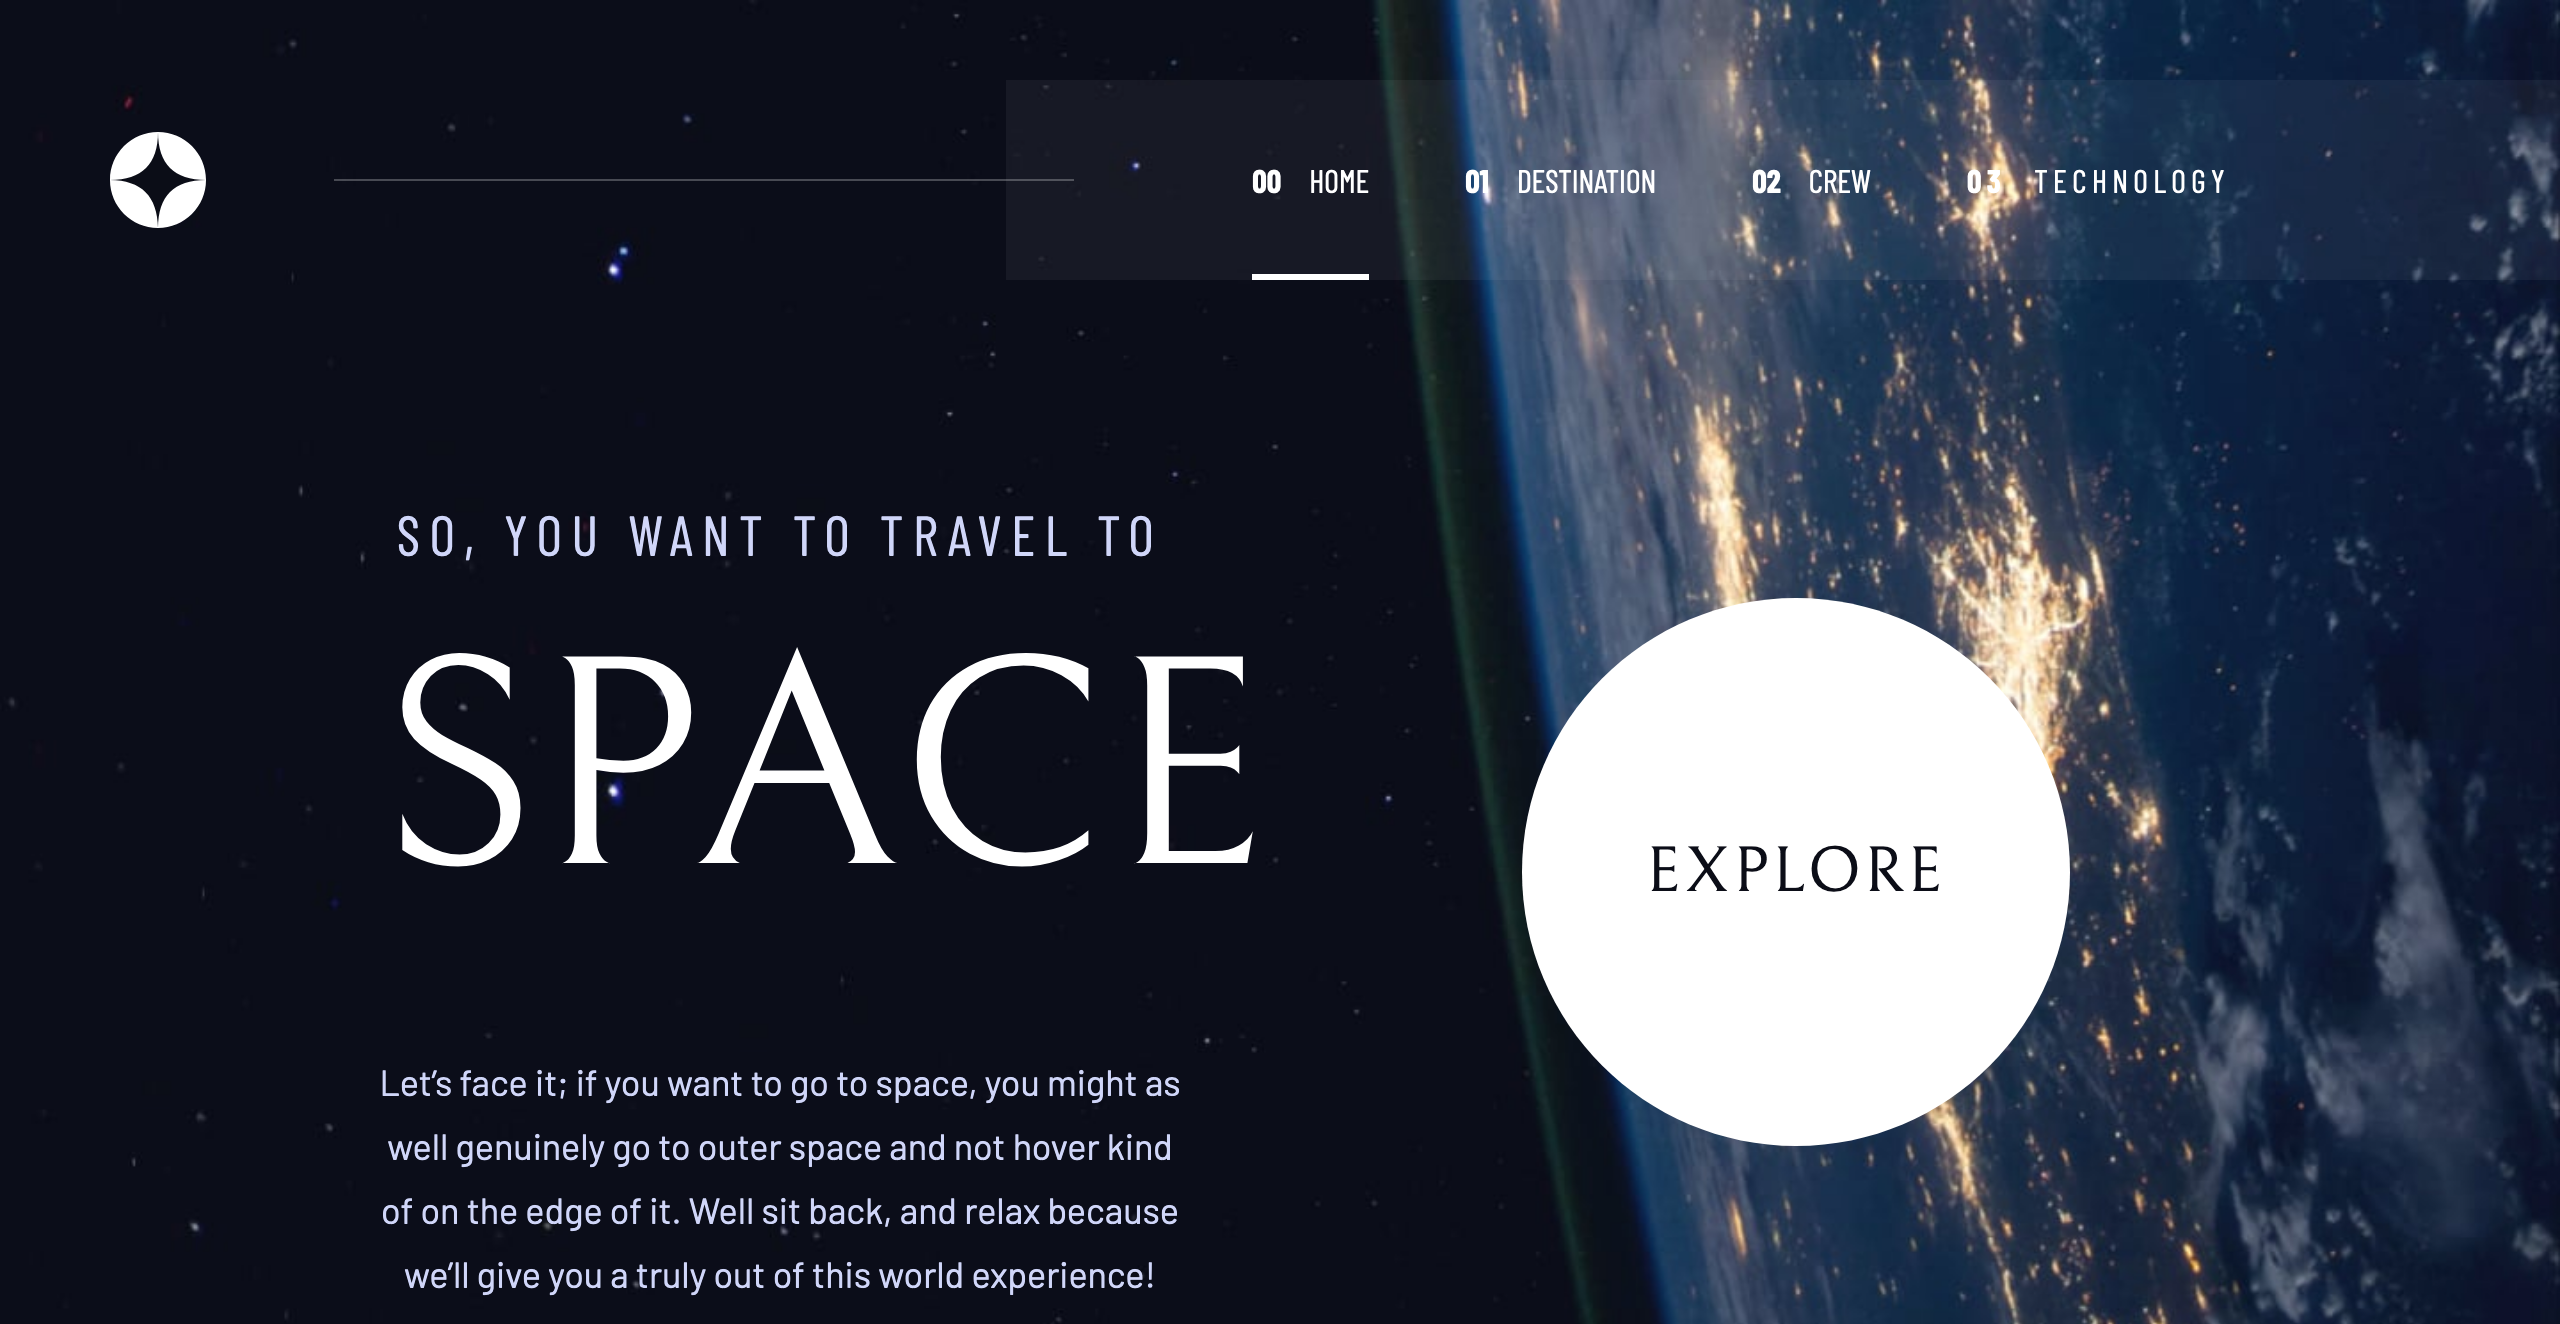 00 HOME 01 DESTINATION 02 CREW 03 TECHNOLOGY
SO, YOU WANT TO TRAVEL TO
SPACE
EXPLORE
Let’s face it; if you want to go to space, you might as
well genuinely go to outer space and not hover kind
of on the edge of it. Well sit back, and relax because
we’ll give you a truly out of this world experience!